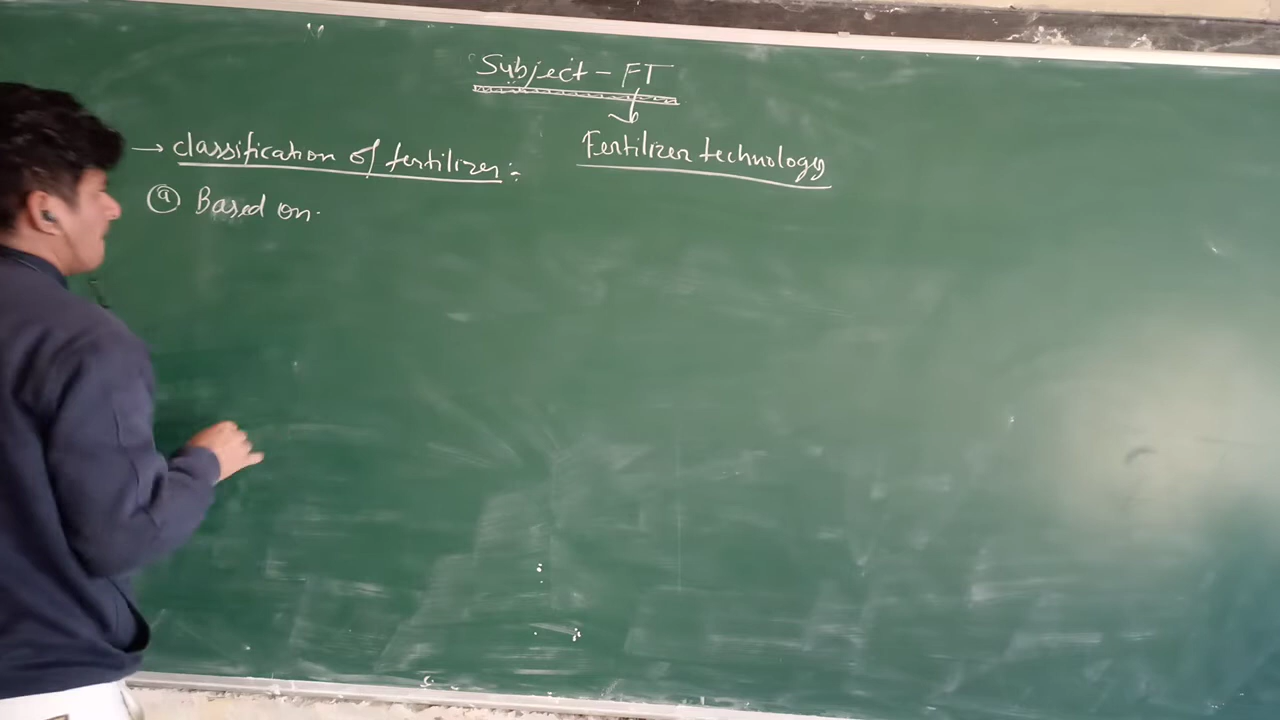 Subject - FT
Fertilizer technology
→ classification of fertilizer :-
(a) Based on